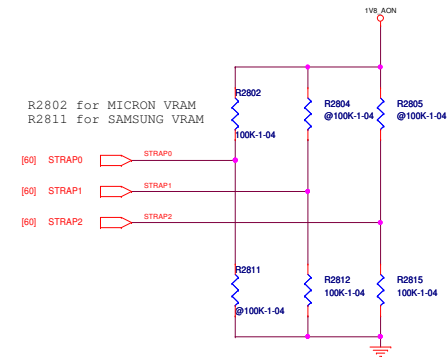 1V8_AON
R2802
R2804
R2805
@100K-1-04
@100K-1-04
R2802 for MICRON VRAM
R2811 for SAMSUNG VRAM
100K-1-04
[60] STRAP0 STRAP0
[60] STRAP1 STRAP1
[60] STRAP2 STRAP2
R2811
R2812
R2815
100K-1-04
100K-1-04
@100K-1-04